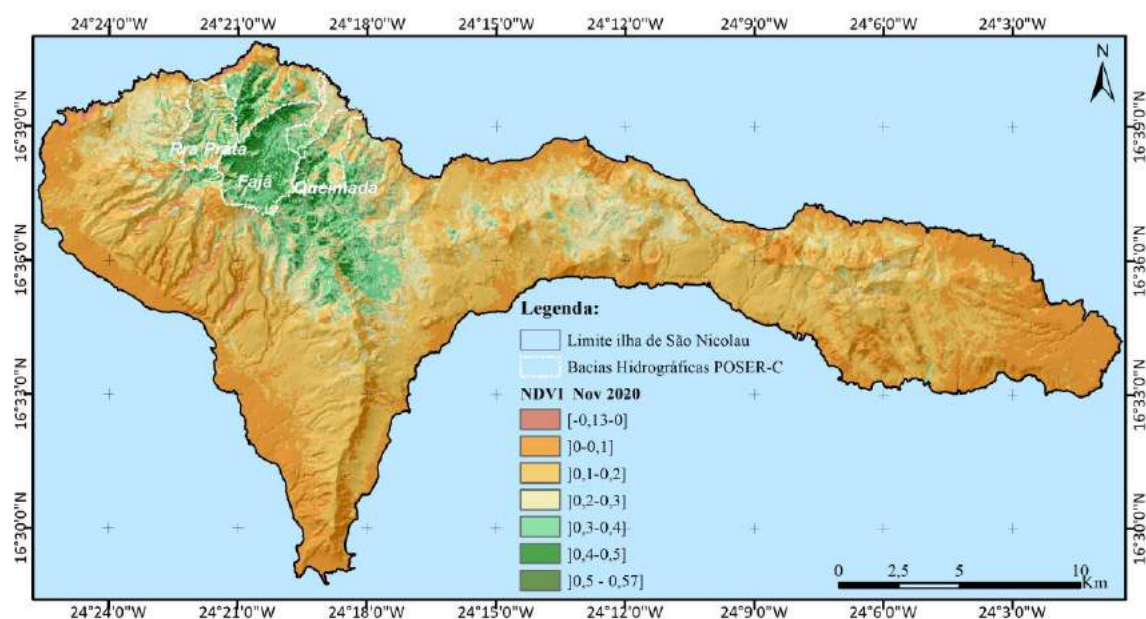 24°24'0"W 24°21'0"W 24°18'0"W 24°15'0"W 24°12'0"W 24°9'0"W 24°6'0"W 24°3'0"W
N
16°39'0"N 16°39'0"N
Pra Prata
Fajã Queimada
16°36'0"N 16°36'0"N
Legenda:
Limite ilha de São Nicolau
Bacias Hidrográficas POSER-C
16°33'0"N 16°33'0"N
NDVI Nov 2020
[-0,13-0]
]0-0,1]
]0,1-0,2]
]0,2-0,3]
]0,3-0,4]
]0,4-0,5]
]0,5 - 0,57]
16°30'0"N 16°30'0"N
0 2,5 5 10
Km
24°24'0"W 24°21'0"W 24°18'0"W 24°15'0"W 24°12'0"W 24°9'0"W 24°6'0"W 24°3'0"W